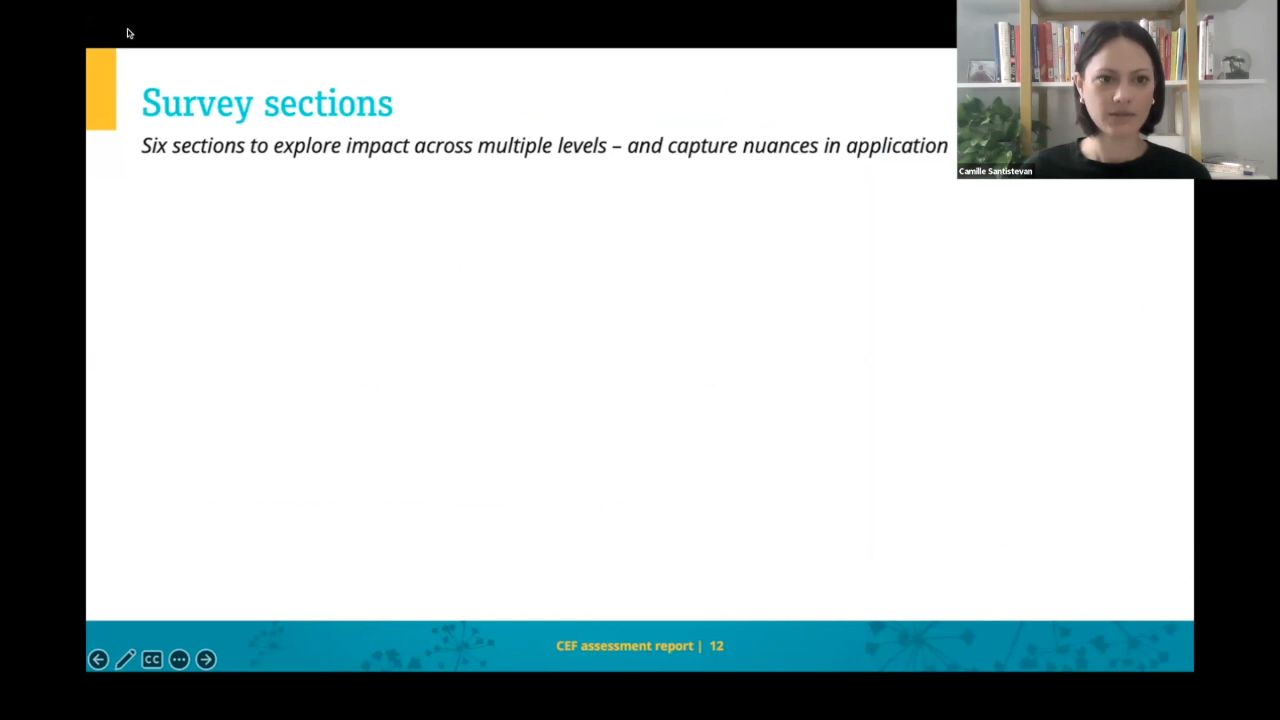 Survey sections
Six sections to explore impact across multiple levels – and capture nuances in application
Camille Santistevan
CEF assessment report | 12
CC